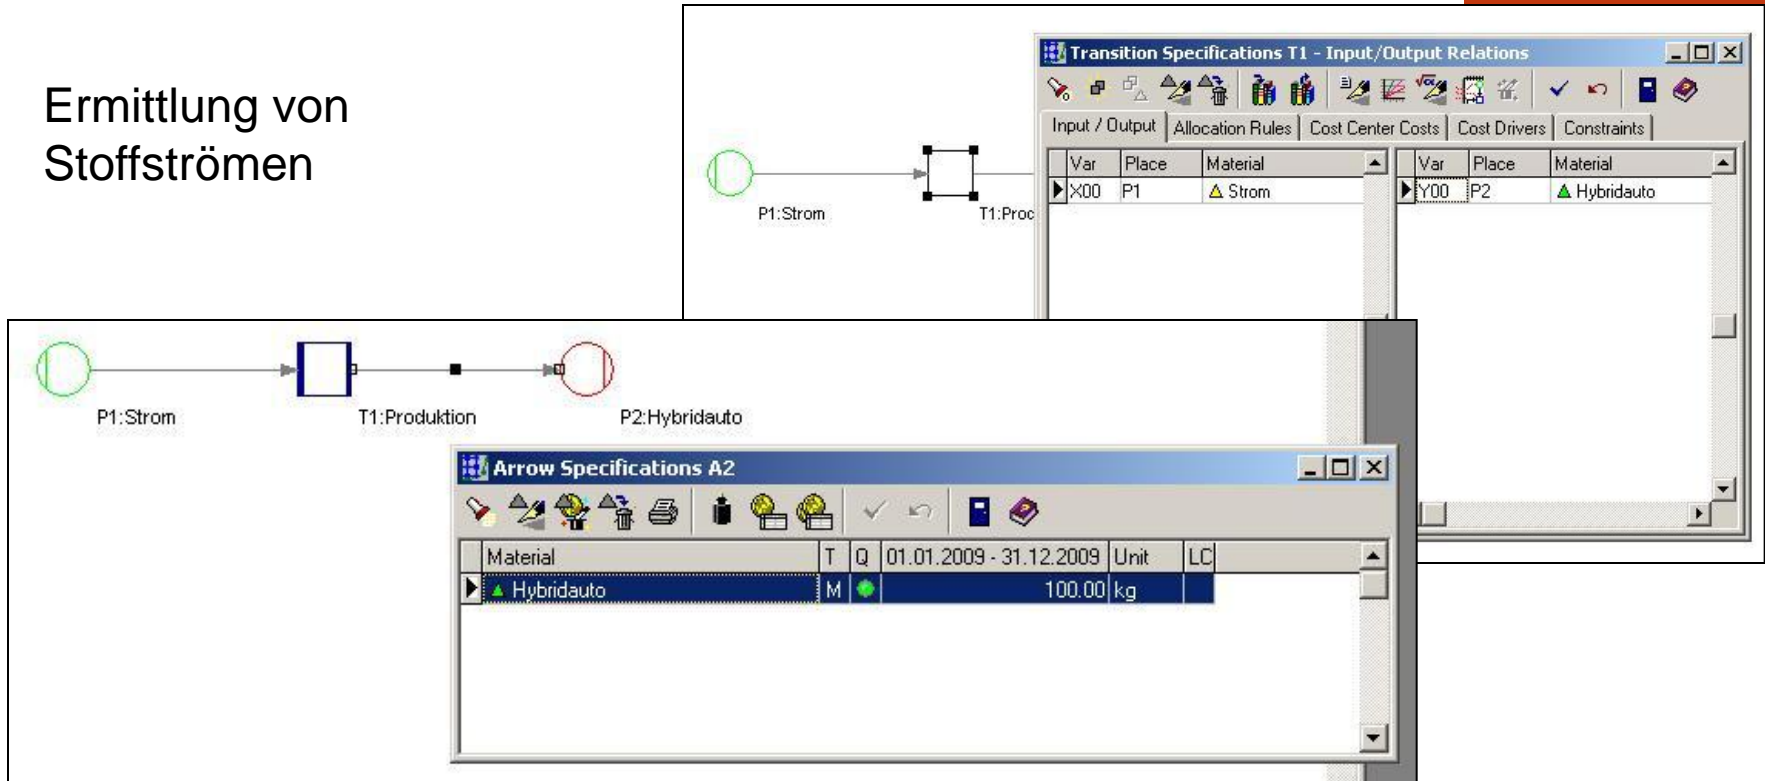 Ermittlung von
Stoffströmen
Transition Specifications T1 - Input/Output Relations
Input / Output Allocation Rules Cost Center Costs Cost Drivers Constraints
Var Place Material Var Place Material
X00 P1 Strom Y00 P2 Hybridauto
P1:Strom T1:Proc
P1:Strom T1:Produktion P2:Hybridauto
Arrow Specifications A2
Material T Q 01.01.2009 - 31.12.2009 Unit LC
Hybridauto M 100.00 kg